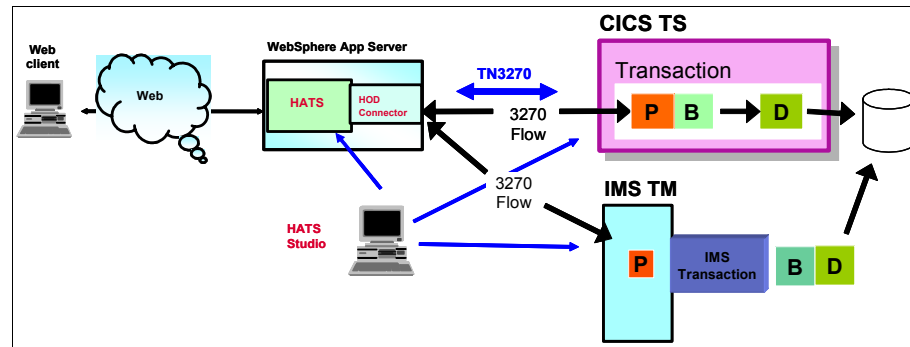 Web
client
Web
WebSphere App Server
HATS
HOD
Connector
TN3270
3270
Flow
3270
Flow
HATS
Studio
CICS TS
Transaction
P B D
IMS TM
P
IMS
Transaction
B D